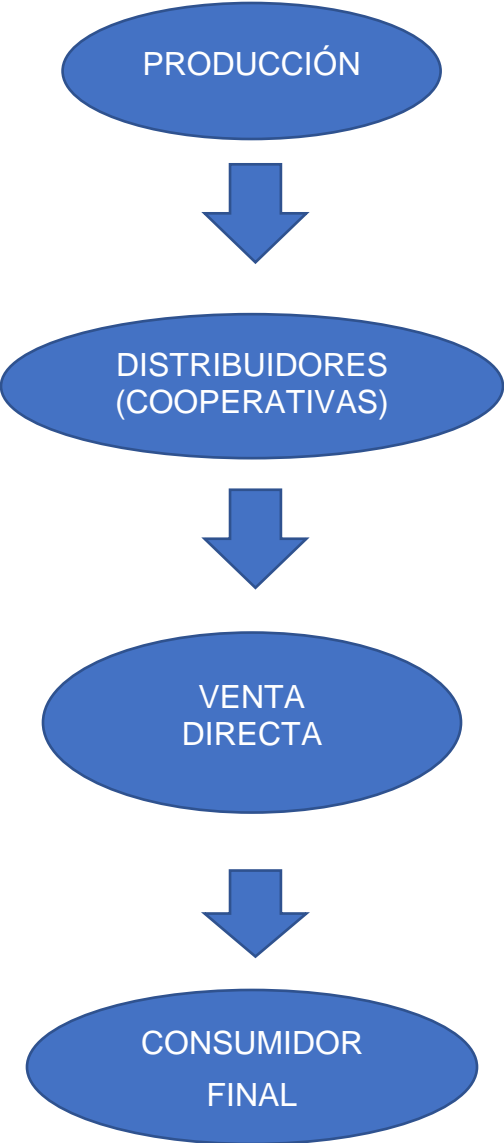 PRODUCCIÓN
DISTRIBUIDORES
(COOPERATIVAS)
VENTA
DIRECTA
CONSUMIDOR
FINAL